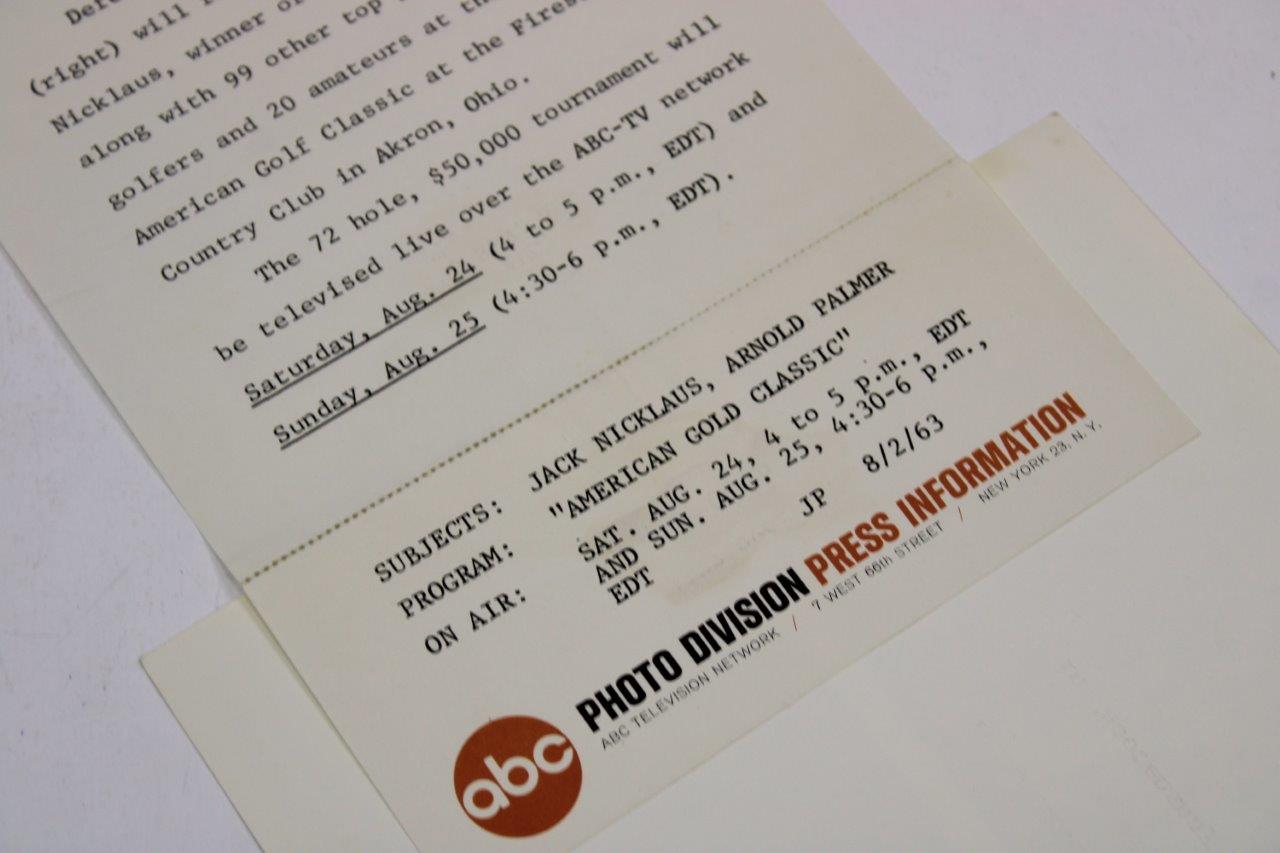 (right) will
Nicklaus, winner of
along with 99 other top
golfers and 20 amateurs at the
American Golf Classic at the
Country Club in Akron, Ohio.
The 72 hole, $50,000 tournament will
be televised live over the ABC-TV network
Saturday, Aug. 24 (4 to 5 p.m., EDT) and
Sunday, Aug. 25 (4:30-6 p.m., EDT).
SUBJECTS: JACK NICKLAUS, ARNOLD PALMER
PROGRAM: "AMERICAN GOLD CLASSIC"
ON AIR: SAT. AUG. 24, 4 to 5 p.m., EDT
AND SUN. AUG. 25, 4:30-6 p.m.,
EDT
JP 8/2/63
PHOTO DIVISION PRESS INFORMATION
ABC TELEVISION NETWORK / 7 WEST 66th STREET / NEW YORK 23, N.Y.
abc